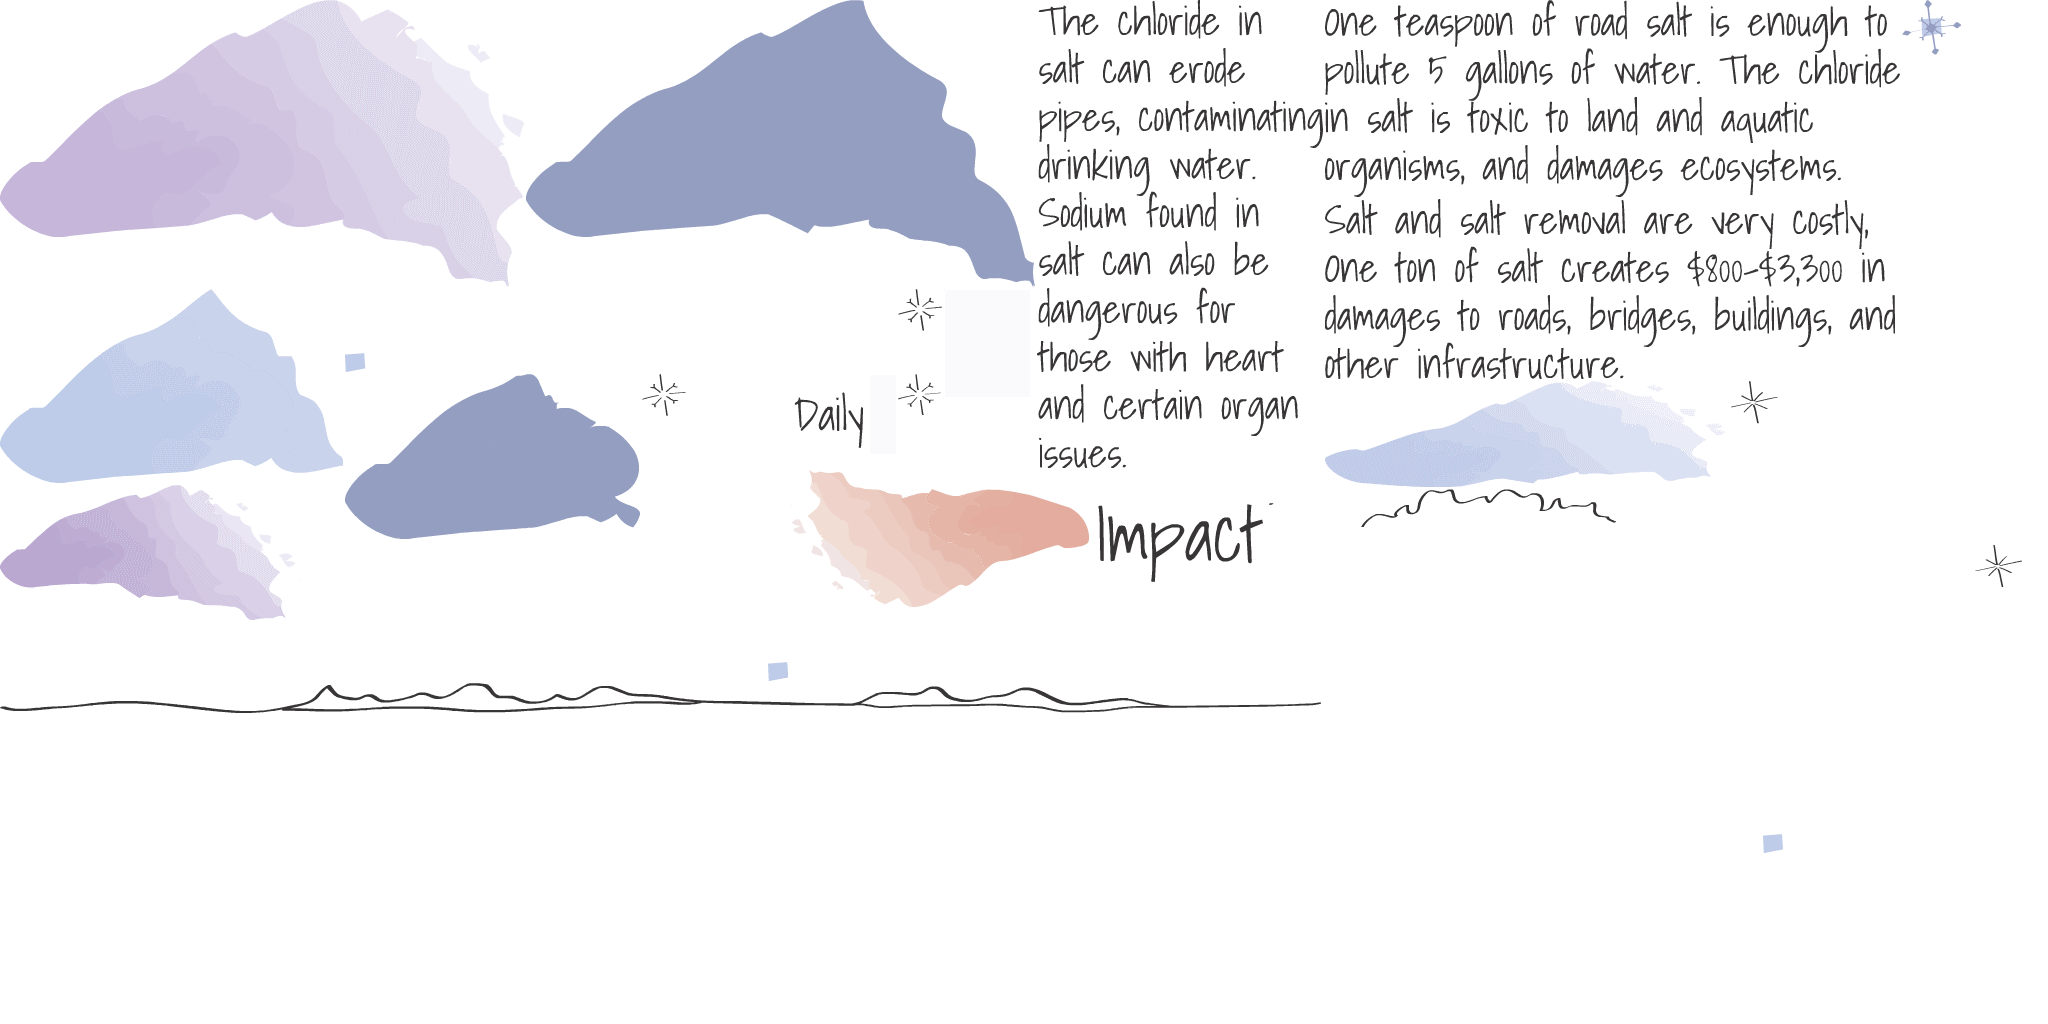 The chloride in
salt can erode
pipes, contaminating
drinking water.
Sodium found in
salt can also be
dangerous for
those with heart
and certain organ
issues.
One teaspoon of road salt is enough to
pollute 5 gallons of water. The chloride
in salt is toxic to land and aquatic
organisms, and damages ecosystems.
Salt and salt removal are very costly,
One ton of salt creates $800-$3,300 in
damages to roads, bridges, buildings, and
other infrastructure.
Daily
Impact